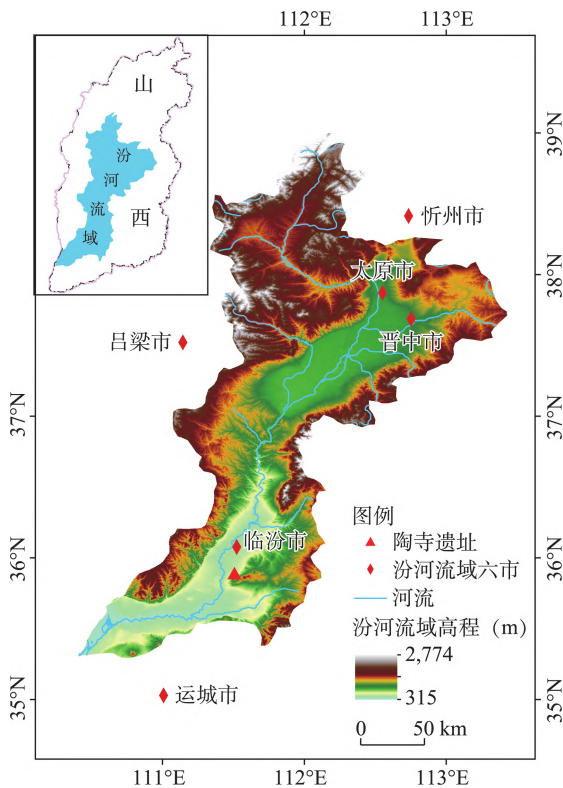 112°E
113°E
山
西
汾
河
流
域
39°N
忻州市
38°N
太原市
晋中市
吕梁市
37°N
37°N
图例
陶寺遗址
汾河流域六市
河流
汾河流域高程（m）
2,774
315
0
50 km
临汾市
36°N
36°N
35°N
35°N
运城市
111°E
112°E
113°E